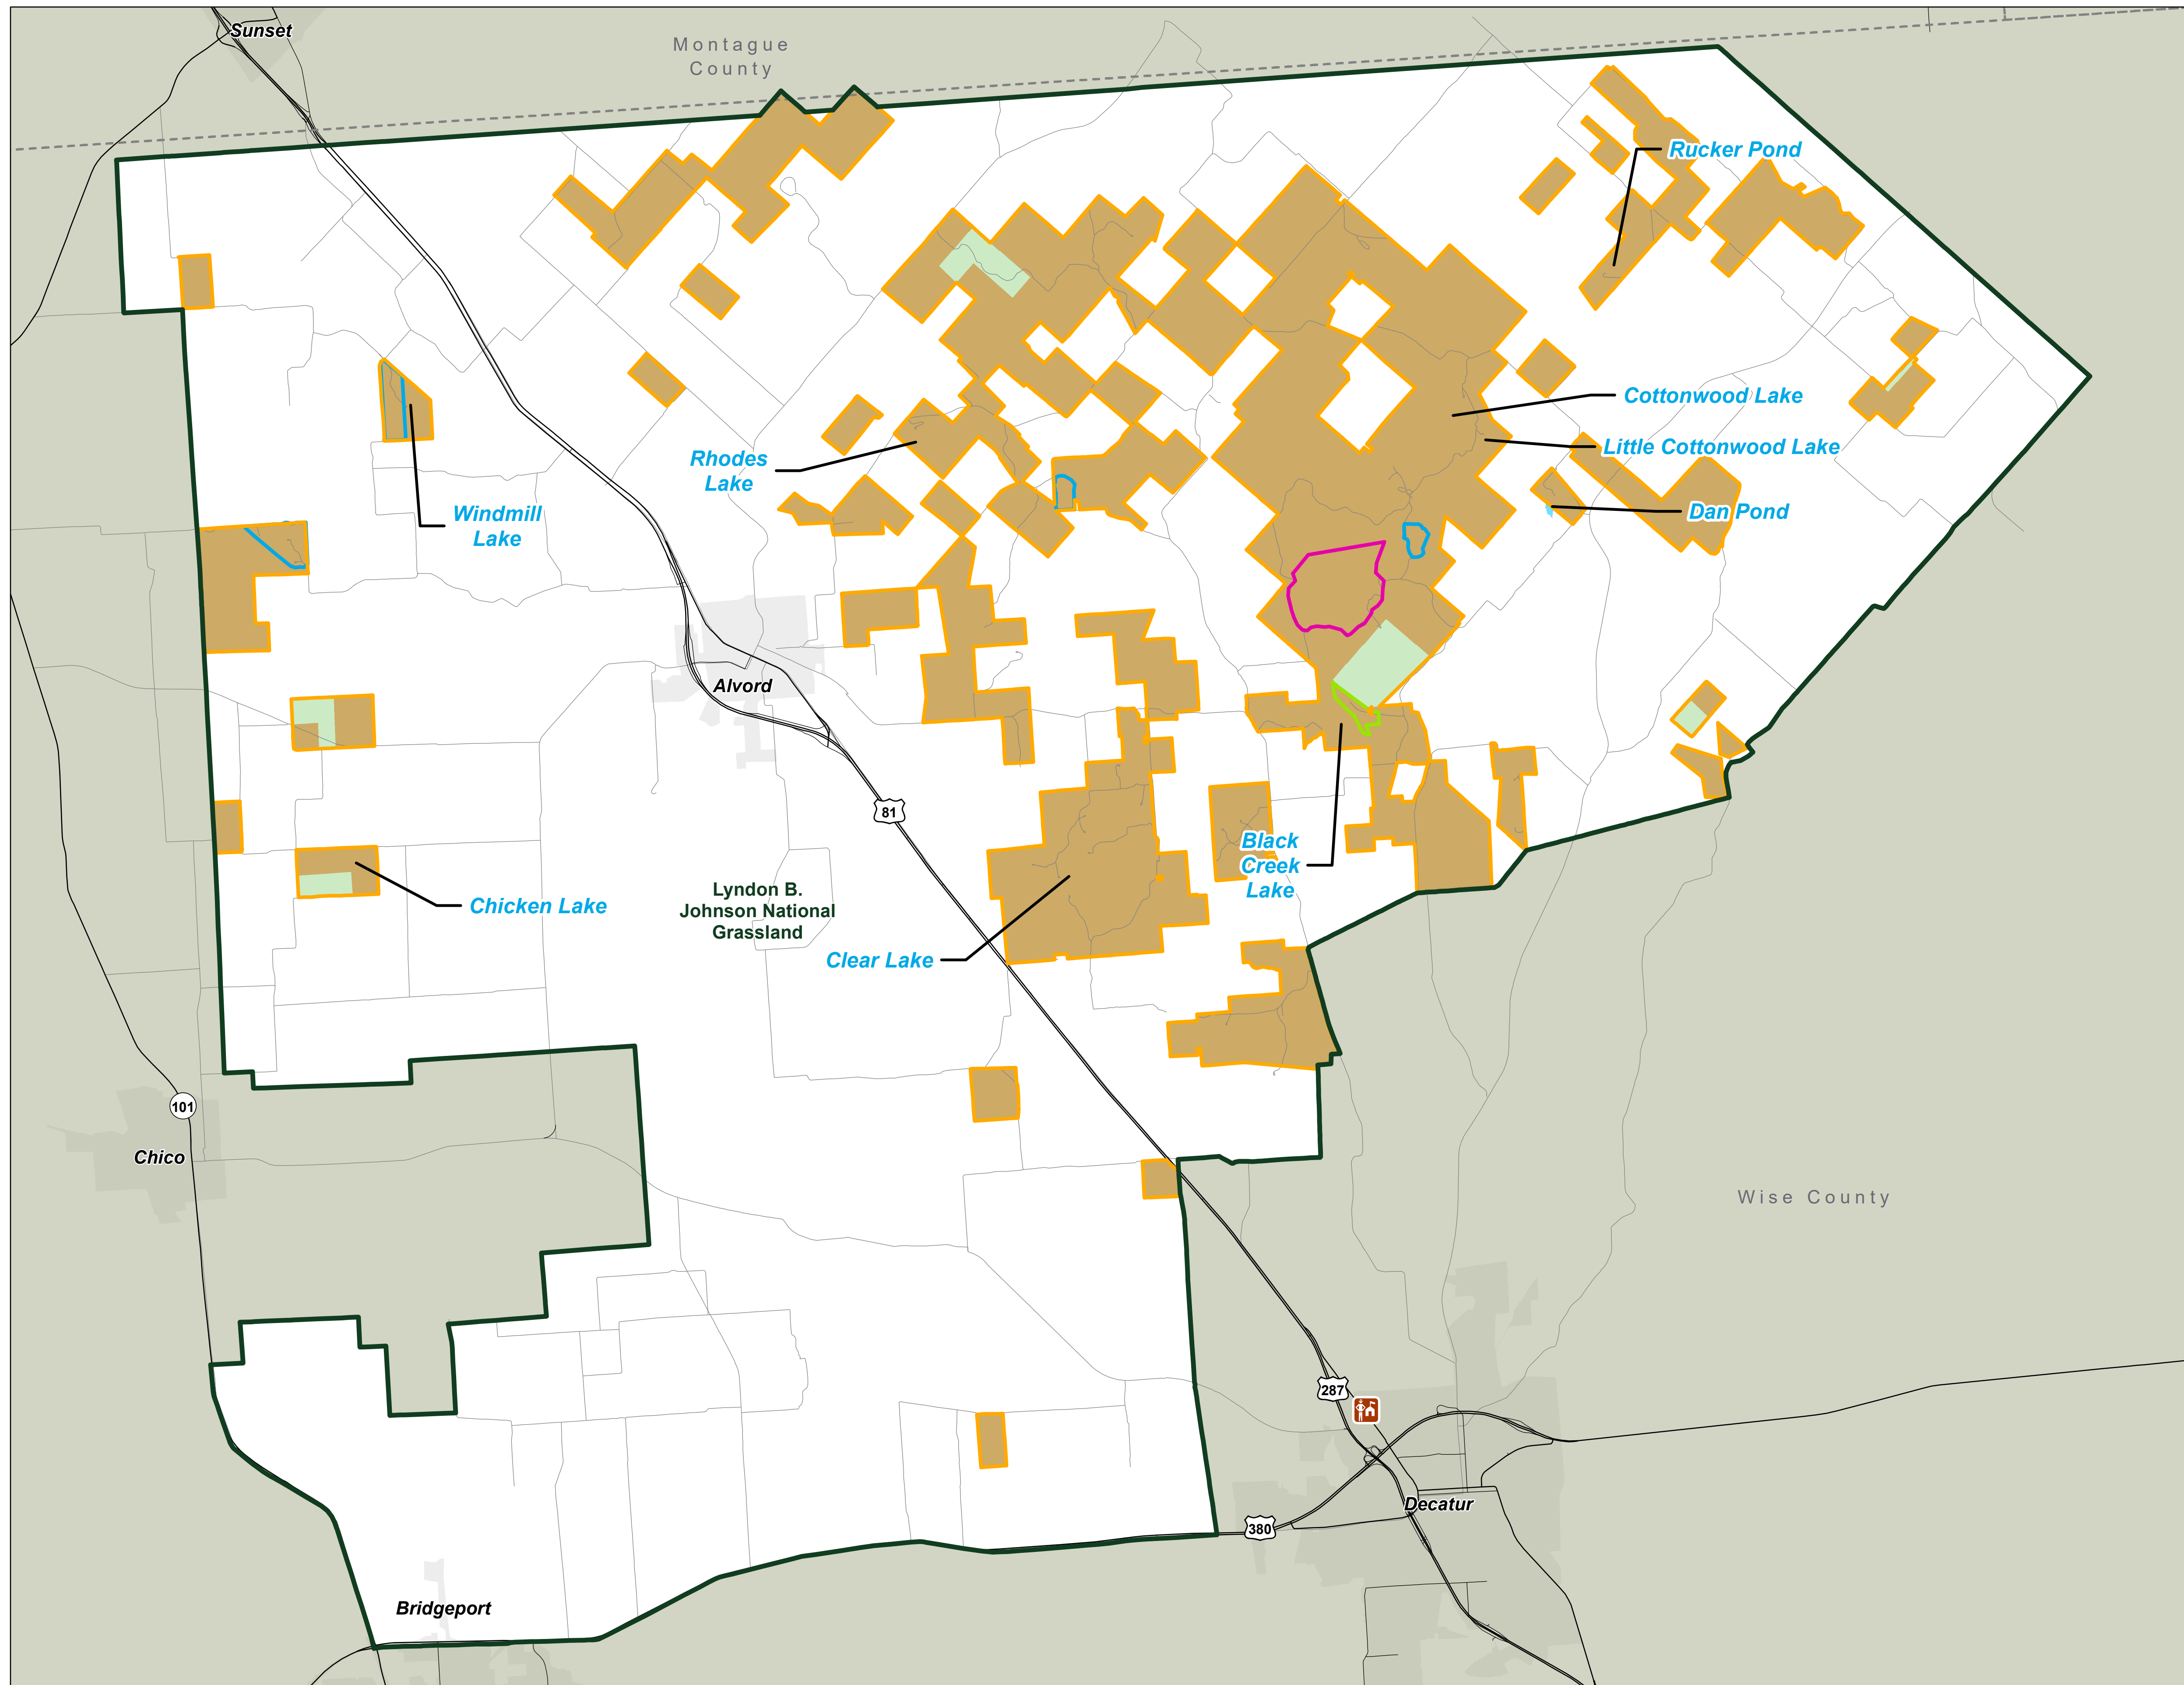 Sunset
Montague
County
Rucker Pond
Cottonwood Lake
Little Cottonwood Lake
Rhodes
Lake
Windmill
Lake
Dan Pond
Alvord
81
Black
Creek
Lake
Lyndon B.
Johnson National
Grassland
Chicken Lake
Clear Lake
101
Chico
Wise County
287
Decatur
380
Bridgeport